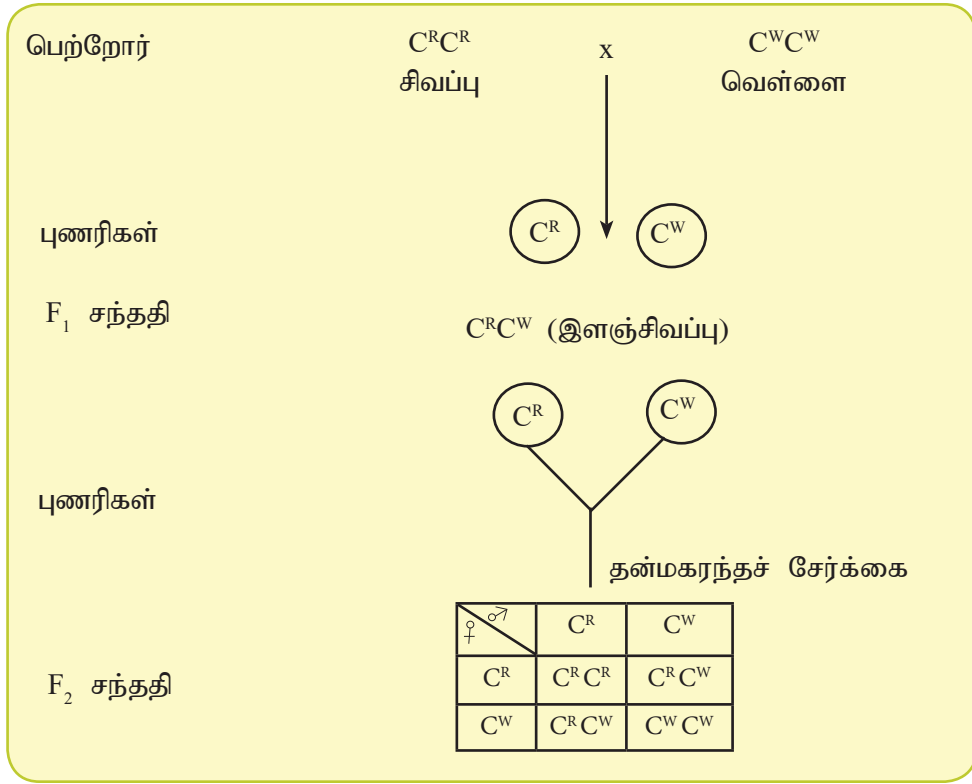 பெற்றோர் CᴿCᴿ x CᵂCᵂ
சிவப்பு வெள்ளை
புணரிகள் Cᴿ Cᵂ
F₁ சந்ததி CᴿCᵂ (இளஞ்சிவப்பு)
Cᴿ Cᵂ
புணரிகள்
தன்மகரந்தச் சேர்க்கை
♀ ♂ Cᴿ Cᵂ
F₂ சந்ததி Cᴿ CᴿCᴿ CᴿCᵂ
Cᵂ CᴿCᵂ CᵂCᵂ